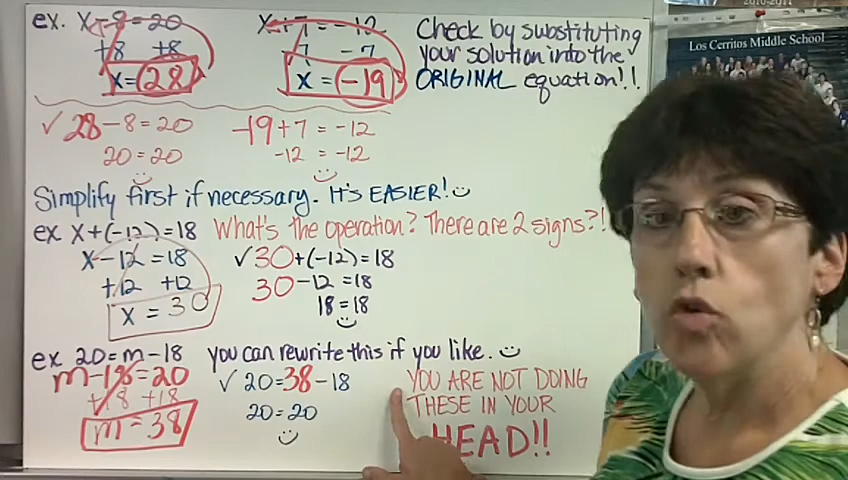 2010-2011
Los Cerritos Middle School
ex. x-8=20
+8 +8
x=28
x+7=-12
-7 -7
x=-19
Check by substituting
your solution into the
ORIGINAL equation!!
✓28-8=20
20=20
-19+7=-12
-12=-12
Simplify first if necessary. It's EASIER!
ex x+(-12)=18 What's the operation? There are 2 signs?!
x-12=18
+12 +12
x=30
✓30+(-12)=18
30-12=18
18=18
ex 20=m-18 you can rewrite this if you like.
m-18=20
+18 +18
m=38
✓20=38-18
20=20
YOU ARE NOT DOING
THESE IN YOUR
HEAD!!